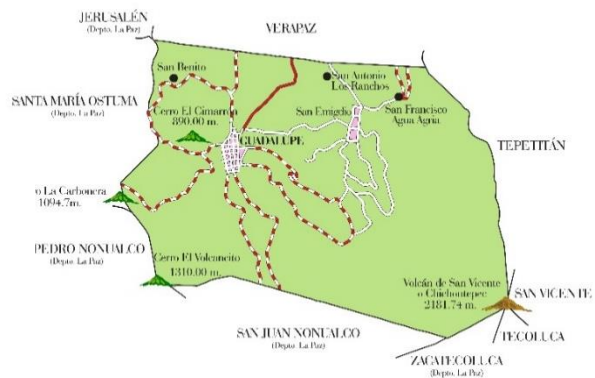 JERUSALÉN
(Depto. La Paz)
VERAPAZ
San Benito
San Antonio
Los Ranchos
SANTA MARÍA OSTUMA
(Depto. La Paz)
Cerro El Cimarrón
890.00 m.
San Emigdio
San Francisco
Agua Agria.
GUADALUPE
TEPETITÁN
o La Carbonera
1094.7m.
PEDRO NONUALCO
(Depto. La Paz)
Cerro El Volcancito
1310.00 m.
Volcán de San Vicente
o Chichontepec
2181.74 m.
SAN VICENTE
TECOLUCA
SAN JUAN NONUALCO
(Depto. La Paz)
ZACATECOLUCA
(Depto. La Paz)